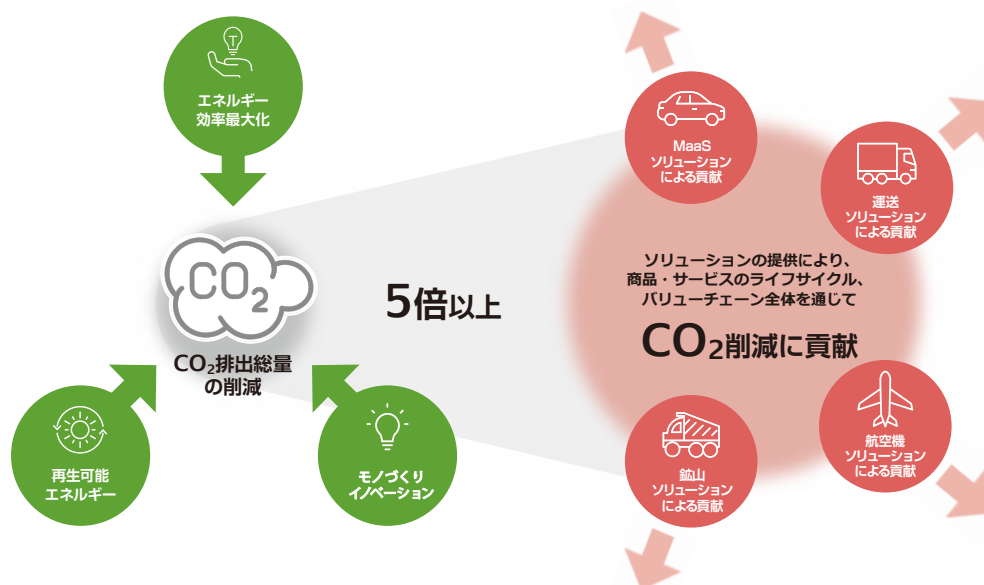 エネルギー
効率最大化
CO₂
CO₂排出総量
の削減
再生可能
エネルギー
モノづくり
イノベーション
5倍以上
MaaS
ソリューション
による貢献
運送
ソリューション
による貢献
ソリューションの提供により、
商品・サービスのライフサイクル、
バリューチェーン全体を通じて
CO₂削減に貢献
鉱山
ソリューション
による貢献
航空機
ソリューション
による貢献